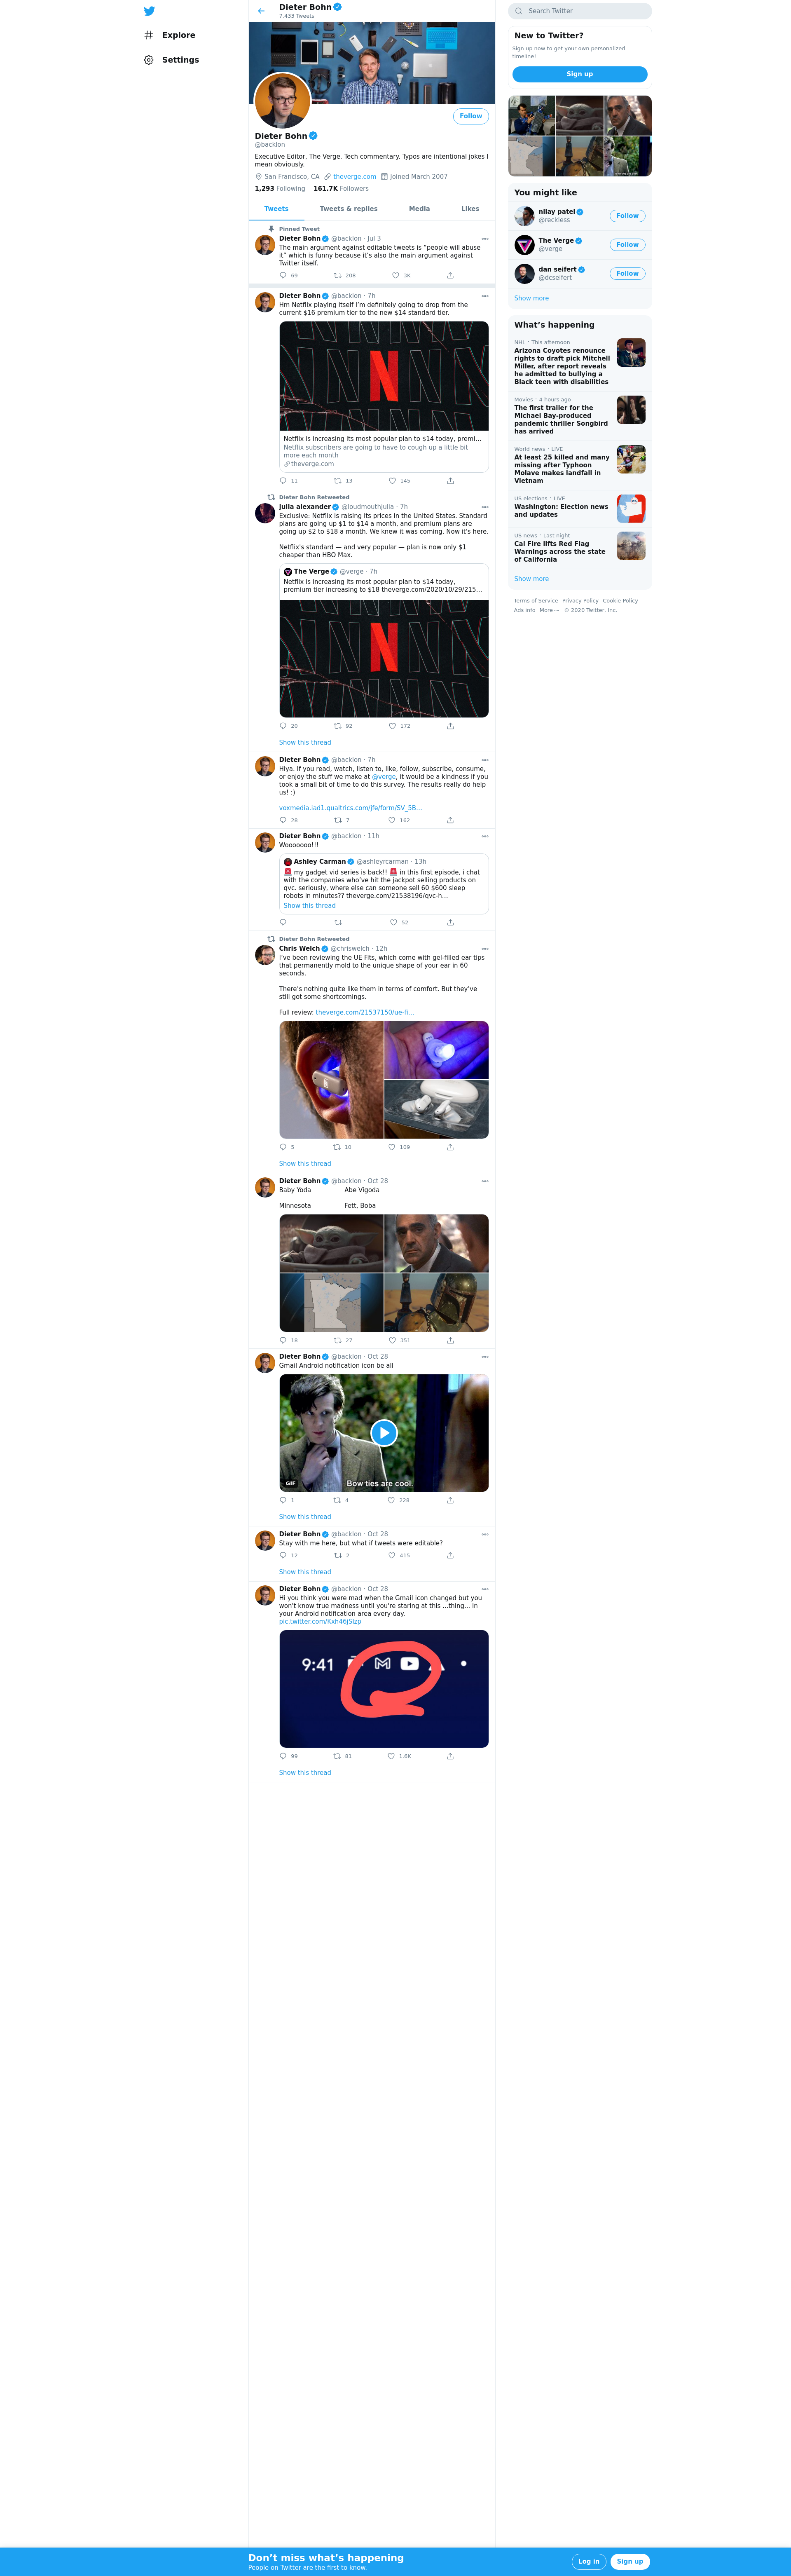 Explore
Settings
Dieter Bohn
7,433 Tweets
Follow
Dieter Bohn
@backlon
Executive Editor, The Verge. Tech commentary. Typos are intentional jokes I
mean obviously.
San Francisco, CA theverge.com Joined March 2007
1,293 Following 161.7K Followers
Tweets Tweets & replies Media Likes
Pinned Tweet
Dieter Bohn @backlon · Jul 3
The main argument against editable tweets is “people will abuse
it” which is funny because it’s also the main argument against
Twitter itself.
69 208 3K
Dieter Bohn @backlon · 7h
Hm Netflix playing itself I’m definitely going to drop from the
current $16 premium tier to the new $14 standard tier.
N
Netflix is increasing its most popular plan to $14 today, premi...
Netflix subscribers are going to have to cough up a little bit
more each month
theverge.com
11 13 145
Dieter Bohn Retweeted
julia alexander @loudmouthjulia · 7h
Exclusive: Netflix is raising its prices in the United States. Standard
plans are going up $1 to $14 a month, and premium plans are
going up $2 to $18 a month. We knew it was coming. Now it’s here.
Netflix’s standard — and very popular — plan is now only $1
cheaper than HBO Max.
The Verge @verge · 7h
Netflix is increasing its most popular plan to $14 today,
premium tier increasing to $18 theverge.com/2020/10/29/215…
N
20 92 172
Show this thread
Dieter Bohn @backlon · 7h
Hiya. If you read, watch, listen to, like, follow, subscribe, consume,
or enjoy the stuff we make at @verge, it would be a kindness if you
took a small bit of time to do this survey. The results really do help
us! :)
voxmedia.iad1.qualtrics.com/jfe/form/SV_5B…
28 7 162
Dieter Bohn @backlon · 11h
Wooooooo!!!
Ashley Carman @ashleyrcarman · 13h
🚨 my gadget vid series is back!! 🚨 in this first episode, i chat
with the companies who’ve hit the jackpot selling products on
qvc. seriously, where else can someone sell 60 $600 sleep
robots in minutes?? theverge.com/21538196/qvc-h…
Show this thread
52
Dieter Bohn Retweeted
Chris Welch @chriswelch · 12h
I’ve been reviewing the UE Fits, which come with gel-filled ear tips
that permanently mold to the unique shape of your ear in 60
seconds.
There’s nothing quite like them in terms of comfort. But they’ve
still got some shortcomings.
Full review: theverge.com/21537150/ue-fi…
5 10 109
Show this thread
Dieter Bohn @backlon · Oct 28
Baby Yoda Abe Vigoda
Minnesota Fett, Boba
18 27 351
Dieter Bohn @backlon · Oct 28
Gmail Android notification icon be all
GIF
Bow ties are cool.
1 4 228
Show this thread
Dieter Bohn @backlon · Oct 28
Stay with me here, but what if tweets were editable?
12 2 415
Show this thread
Dieter Bohn @backlon · Oct 28
Hi you think you were mad when the Gmail icon changed but you
won’t know true madness until you’re staring at this ...thing... in
your Android notification area every day.
pic.twitter.com/Kxh46JSlzp
9:41
99 81 1.6K
Show this thread
Search Twitter
New to Twitter?
Sign up now to get your own personalized
timeline!
Sign up
You might like
nilay patel
@reckless
Follow
The Verge
@verge
Follow
dan seifert
@dcseifert
Follow
Show more
What’s happening
NHL · This afternoon
Arizona Coyotes renounce
rights to draft pick Mitchell
Miller, after report reveals
he admitted to bullying a
Black teen with disabilities
Movies · 4 hours ago
The first trailer for the
Michael Bay-produced
pandemic thriller Songbird
has arrived
World news · LIVE
At least 25 killed and many
missing after Typhoon
Molave makes landfall in
Vietnam
US elections · LIVE
Washington: Election news
and updates
US news · Last night
Cal Fire lifts Red Flag
Warnings across the state
of California
Show more
Terms of Service Privacy Policy Cookie Policy
Ads info More © 2020 Twitter, Inc.
Don’t miss what’s happening
People on Twitter are the first to know.
Log in Sign up